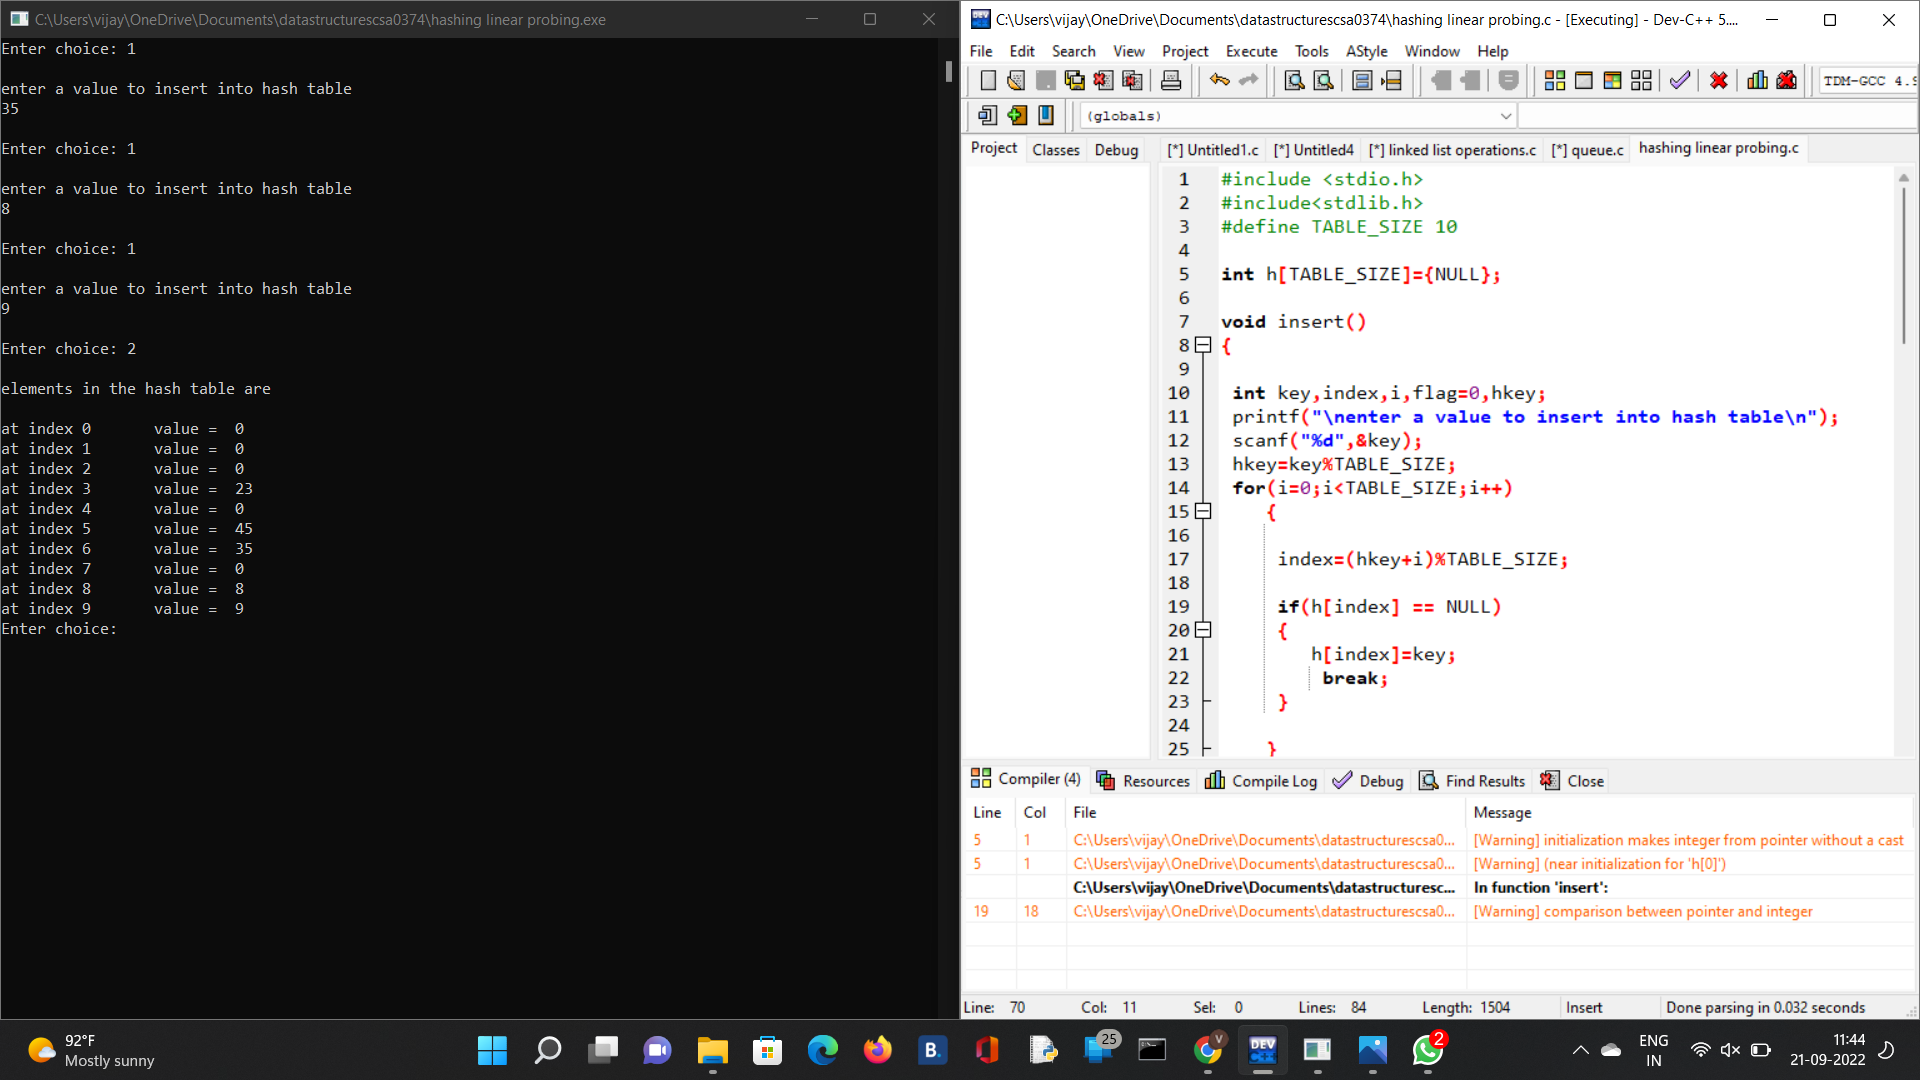 C:\Users\vijay\OneDrive\Documents\datastructurescsa0374\hashing linear probing.exe
Enter choice: 1
enter a value to insert into hash table
35
Enter choice: 1
enter a value to insert into hash table
8
Enter choice: 1
enter a value to insert into hash table
9
Enter choice: 2
elements in the hash table are
at index 0 value = 0
at index 1 value = 0
at index 2 value = 0
at index 3 value = 23
at index 4 value = 0
at index 5 value = 45
at index 6 value = 35
at index 7 value = 0
at index 8 value = 8
at index 9 value = 9
Enter choice:
C:\Users\vijay\OneDrive\Documents\datastructurescsa0374\hashing linear probing.c - [Executing] - Dev-C++ 5....
File Edit Search View Project Execute Tools AStyle Window Help
TDM-GCC 4.9
(globals)
Project Classes Debug
[*] Untitled1.c [*] Untitled4 [*] linked list operations.c [*] queue.c hashing linear probing.c
1 #include <stdio.h>
2 #include<stdlib.h>
3 #define TABLE_SIZE 10
4
5 int h[TABLE_SIZE]={NULL};
6
7 void insert()
8 {
9
10 int key,index,i,flag=0,hkey;
11 printf("\nenter a value to insert into hash table\n");
12 scanf("%d",&key);
13 hkey=key%TABLE_SIZE;
14 for(i=0;i<TABLE_SIZE;i++)
15 {
16
17 index=(hkey+i)%TABLE_SIZE;
18
19 if(h[index] == NULL)
20 {
21 h[index]=key;
22 break;
23 }
24
25 }
Compiler (4) Resources Compile Log Debug Find Results Close
Line Col File Message
5 1 C:\Users\vijay\OneDrive\Documents\datastructurescsa0... [Warning] initialization makes integer from pointer without a cast
5 1 C:\Users\vijay\OneDrive\Documents\datastructurescsa0... [Warning] (near initialization for 'h[0]')
C:\Users\vijay\OneDrive\Documents\datastructuresc... In function 'insert':
19 18 C:\Users\vijay\OneDrive\Documents\datastructurescsa0... [Warning] comparison between pointer and integer
Line: 70 Col: 11 Sel: 0 Lines: 84 Length: 1504 Insert Done parsing in 0.032 seconds
92°F
Mostly sunny
B.
25
V
DEV
C++
2
ENG
IN
11:44
21-09-2022